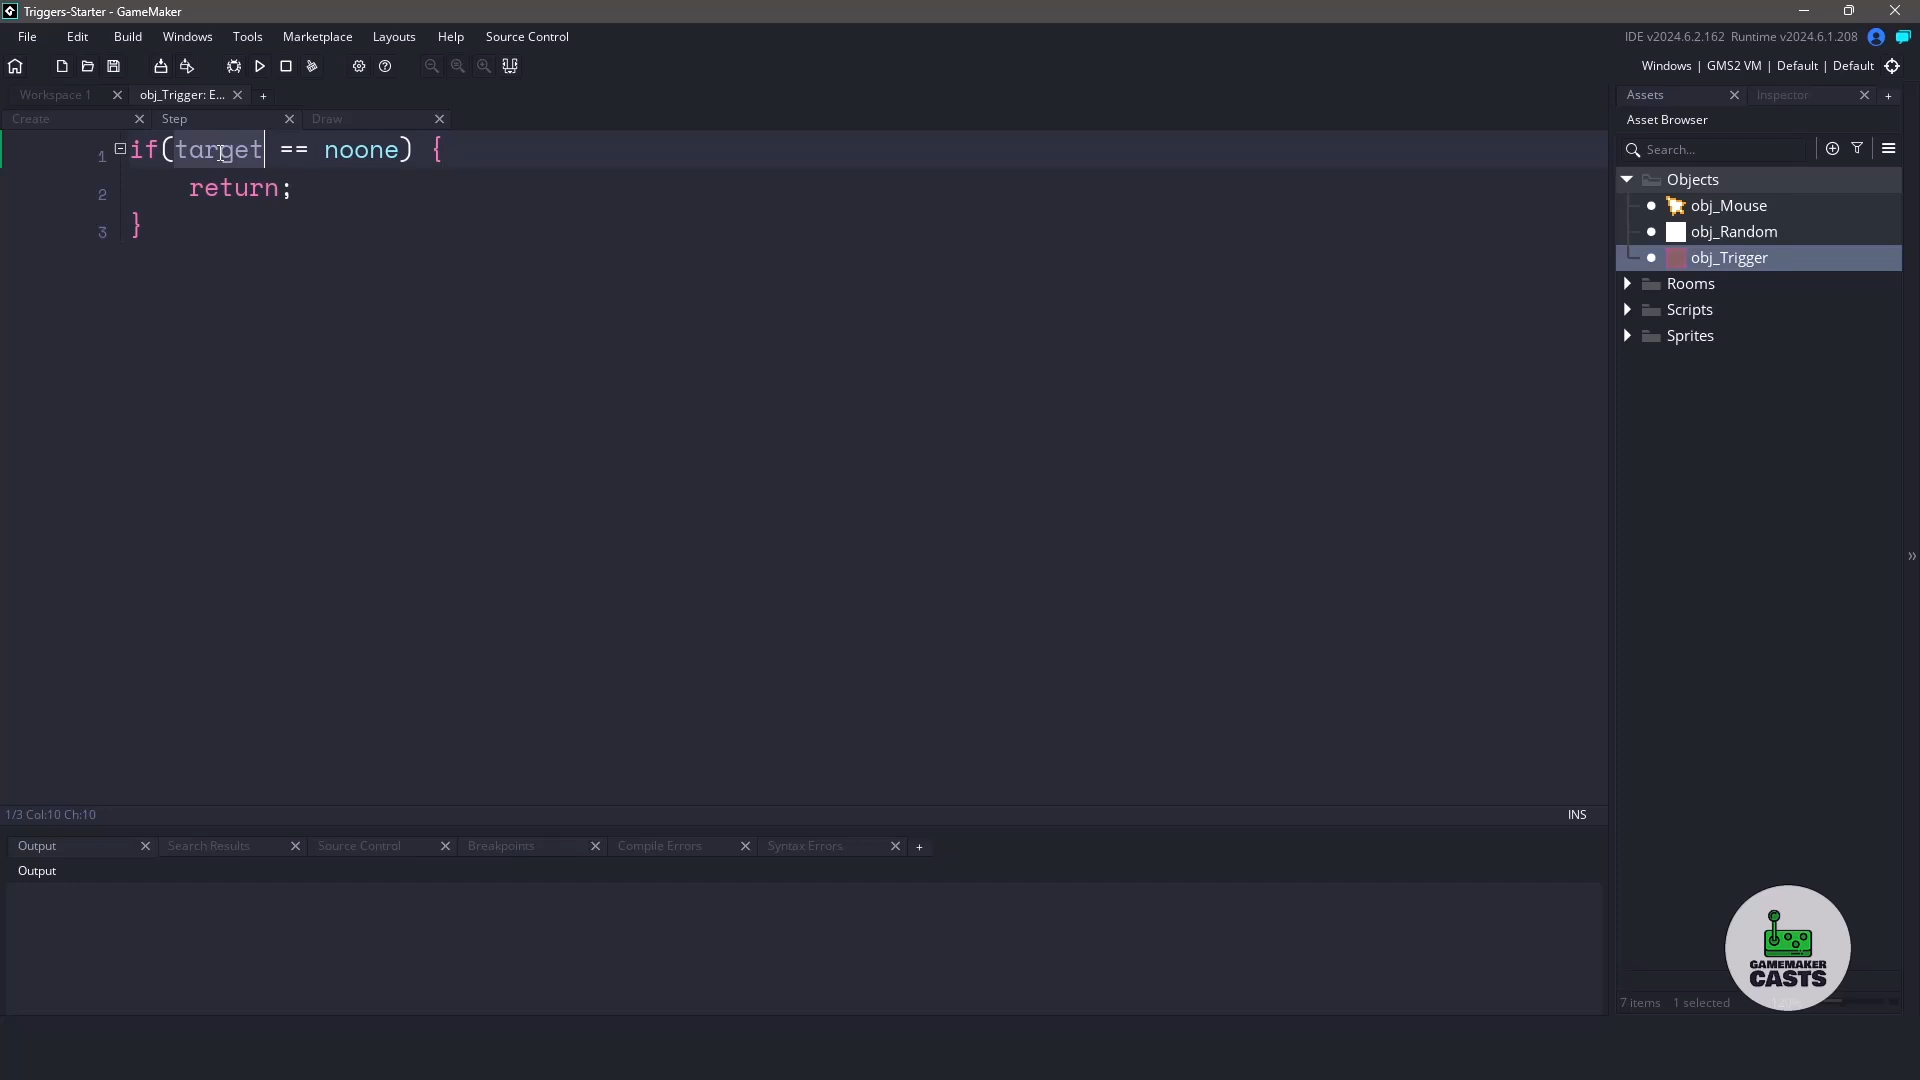 Triggers-Starter - GameMaker
File Edit Build Windows Tools Marketplace Layouts Help Source Control
IDE v2024.6.2.162 Runtime v2024.6.1.208
Windows | GMS2 VM | Default | Default
Workspace 1 obj_Trigger: E... +
Create Step Draw
1 if(target == noone) {
2 return;
3 }
1/3 Col:10 Ch:10 INS
Output Search Results Source Control Breakpoints Compile Errors Syntax Errors +
Output
Assets Inspector +
Asset Browser
Search...
Objects
obj_Mouse
obj_Random
obj_Trigger
Rooms
Scripts
Sprites
GAMEMAKER
CASTS
7 items 1 selected 120%